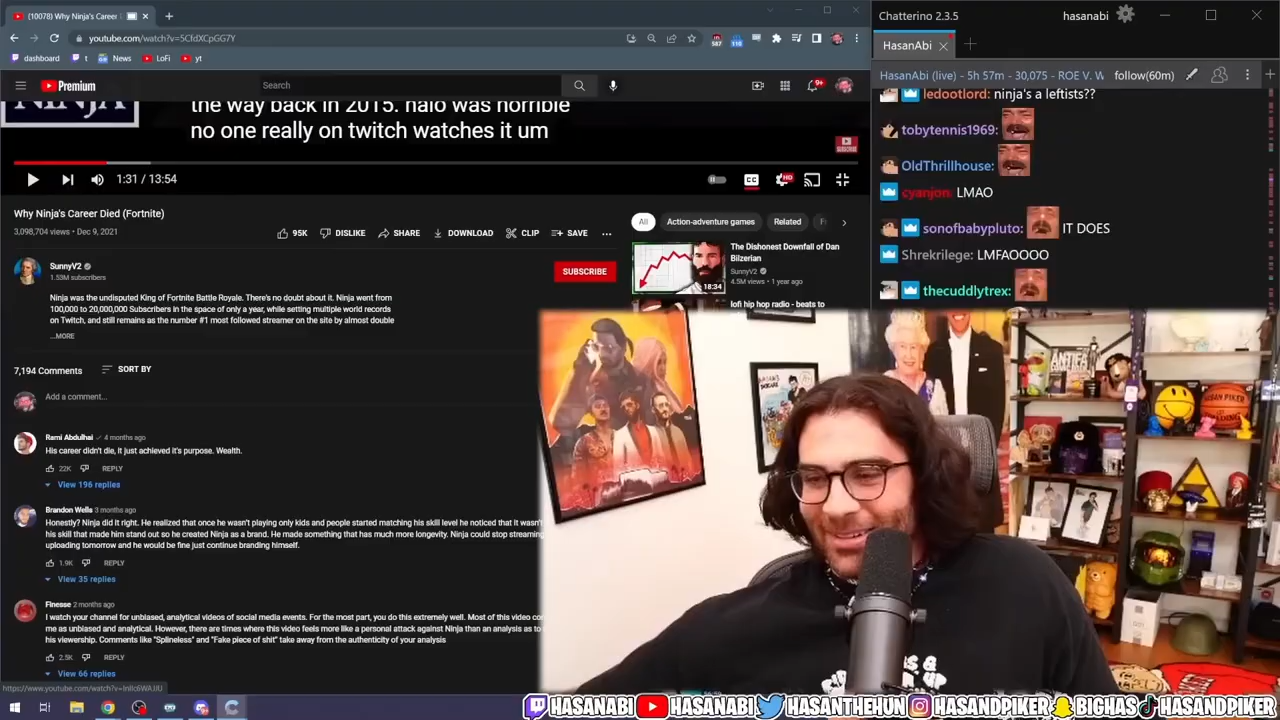 (10078) Why Ninja's Career
youtube.com/watch?v=5CfdXCpGG7Y
587
118
dashboard
t
News
LoFi
yt
Premium
Search
9+
NINJA
the way back in 2015. halo was horrible
no one really on twitch watches it um
SUBSCRIBE
1:31 / 13:54
CC
HD
Why Ninja's Career Died (Fortnite)
3,098,704 views • Dec 9, 2021
95K
DISLIKE
SHARE
DOWNLOAD
CLIP
SAVE
...
SunnyV2
1.53M subscribers
SUBSCRIBE
Ninja was the undisputed King of Fortnite Battle Royale. There's no doubt about it. Ninja went from
100,000 to 20,000,000 Subscribers in the space of only a year, while setting multiple world records
on Twitch, and still remains as the number #1 most followed streamer on the site by almost double
...MORE
7,194 Comments
SORT BY
Add a comment...
Rami Abdulhai
4 months ago
His career didn't die, it just achieved it's purpose. Wealth.
22K
REPLY
View 196 replies
Brandon Wells 3 months ago
Honestly? Ninja did it right. He realized that once he wasn't playing only kids and people started matching his skill level he noticed that it wasn't
his skill that made him stand out so he created Ninja as a brand. He made something that has much more longevity. Ninja could stop streaming
uploading tomorrow and he would be fine just continue branding himself.
1.9K
REPLY
View 35 replies
Finesse 2 months ago
I watch your channel for unbiased, analytical videos of social media events. For the most part, you do this extremely well. Most of this video
me as unbiased and analytical. However, there are times where this video feels more like a personal attack against Ninja than an analysis as to
his viewership. Comments like "Splineless" and "Fake piece of shit" take away from the authenticity of your analysis
2.5K
REPLY
View 66 replies
All
Action-adventure games
Related
F
The Dishonest Downfall of Dan
Bilzerian
SunnyV2
4.5M views • 1 year ago
18:34
lofi hip hop radio - beats to
Chatterino 2.3.5
hasanabi
HasanAbi
HasanAbi (live) - 5h 57m - 30,075 - ROE V. W
follow(60m)
ledootlord: ninja's a leftists??
tobytennis1969:
OldThrillhouse:
cyanjon: LMAO
sonofbabypluto: IT DOES
Shrekrilege: LMFAOOOO
thecuddlytrex:
ANTIFA
HASANABI
HASANABI
HASANTHEHUN
HASANDPIKER
BIGHAS
HASANDPIKER